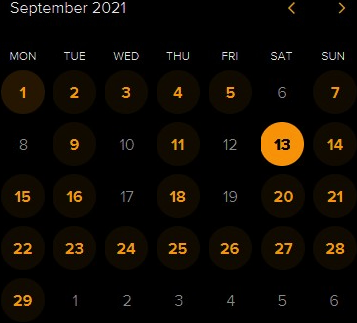 September 2021
MON TUE WED THU FRI SAT SUN
1 2 3 4 5 6 7
8 9 10 11 12 13 14
15 16 17 18 19 20 21
22 23 24 25 26 27 28
29 1 2 3 4 5 6